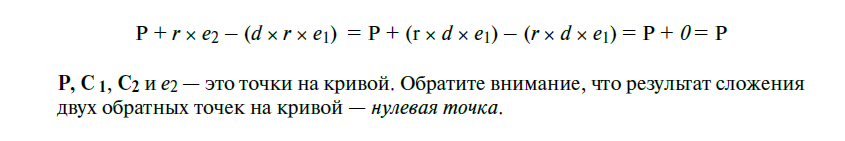 P + r × e2 – (d × r × e1) = P + (r × d × e1) – (r × d × e1) = P + 0 = P
P, C 1, C2 и e2 — это точки на кривой. Обратите внимание, что результат сложения
двух обратных точек на кривой — нулевая точка.